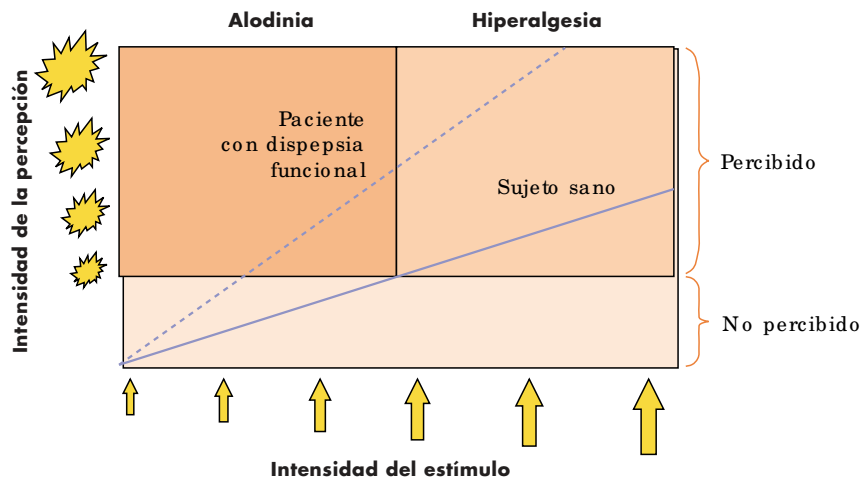 Alodinia
Hiperalgesia
Intensidad de la percepción
Paciente
con dispepsia
funcional
Sujeto sano
Percibido
No percibido
Intensidad del estímulo